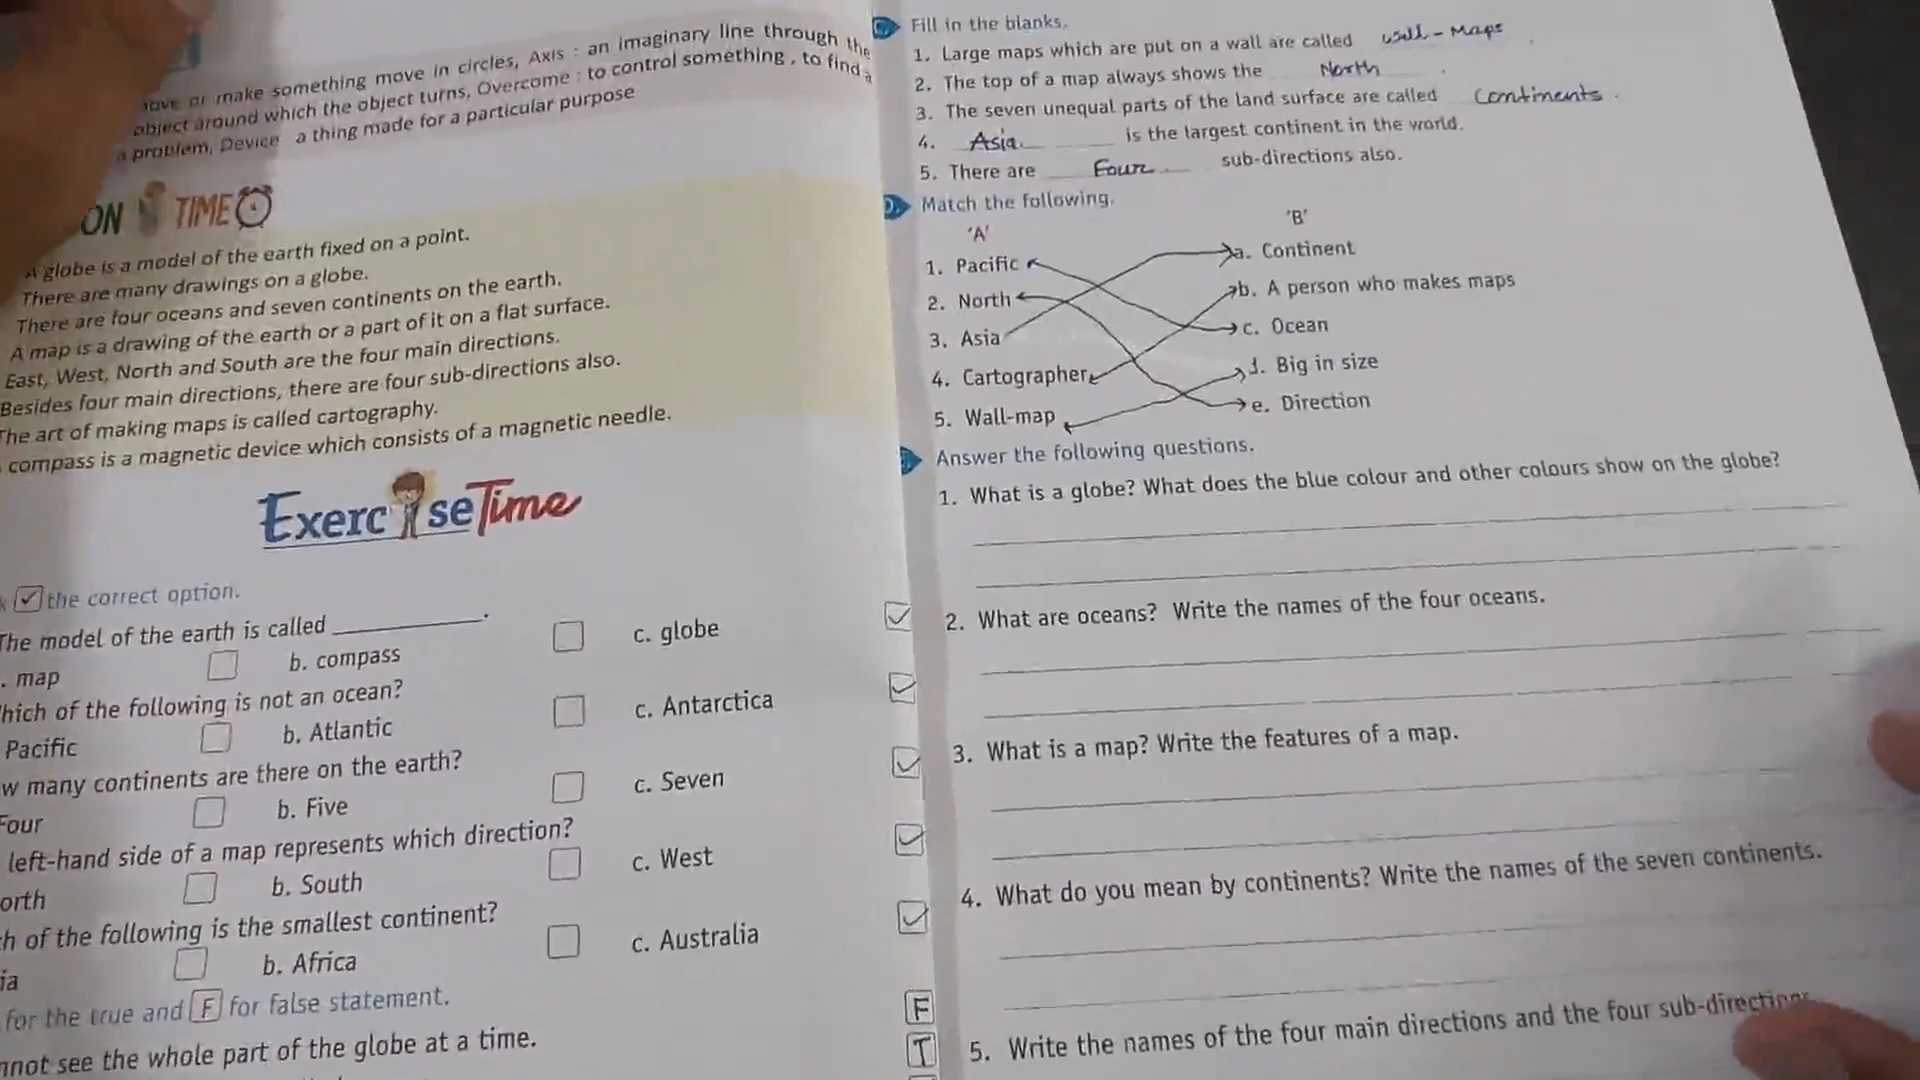 move or make something move in circles, Axis : an imaginary line through the
object around which the object turns, Overcome : to control something , to find a
a problem, Device a thing made for a particular purpose
ON TIME
A globe is a model of the earth fixed on a point.
There are many drawings on a globe.
There are four oceans and seven continents on the earth.
A map is a drawing of the earth or a part of it on a flat surface.
East, West, North and South are the four main directions.
Besides four main directions, there are four sub-directions also.
The art of making maps is called cartography.
compass is a magnetic device which consists of a magnetic needle.
Exercise Time
the correct option.
The model of the earth is called ________.
. map
b. compass
c. globe
hich of the following is not an ocean?
Pacific
b. Atlantic
c. Antarctica
w many continents are there on the earth?
Four
b. Five
c. Seven
left-hand side of a map represents which direction?
orth
b. South
c. West
h of the following is the smallest continent?
ia
b. Africa
c. Australia
for the true and F for false statement.
nnot see the whole part of the globe at a time.
F
T
Fill in the blanks.
1. Large maps which are put on a wall are called wall-Maps .
2. The top of a map always shows the North .
3. The seven unequal parts of the land surface are called Continents .
4. Asia is the largest continent in the world.
5. There are Four sub-directions also.
D. Match the following.
'A' 'B'
1. Pacific a. Continent
2. North b. A person who makes maps
3. Asia c. Ocean
4. Cartographer d. Big in size
5. Wall-map e. Direction
Answer the following questions.
1. What is a globe? What does the blue colour and other colours show on the globe?
2. What are oceans? Write the names of the four oceans.
3. What is a map? Write the features of a map.
4. What do you mean by continents? Write the names of the seven continents.
5. Write the names of the four main directions and the four sub-directions